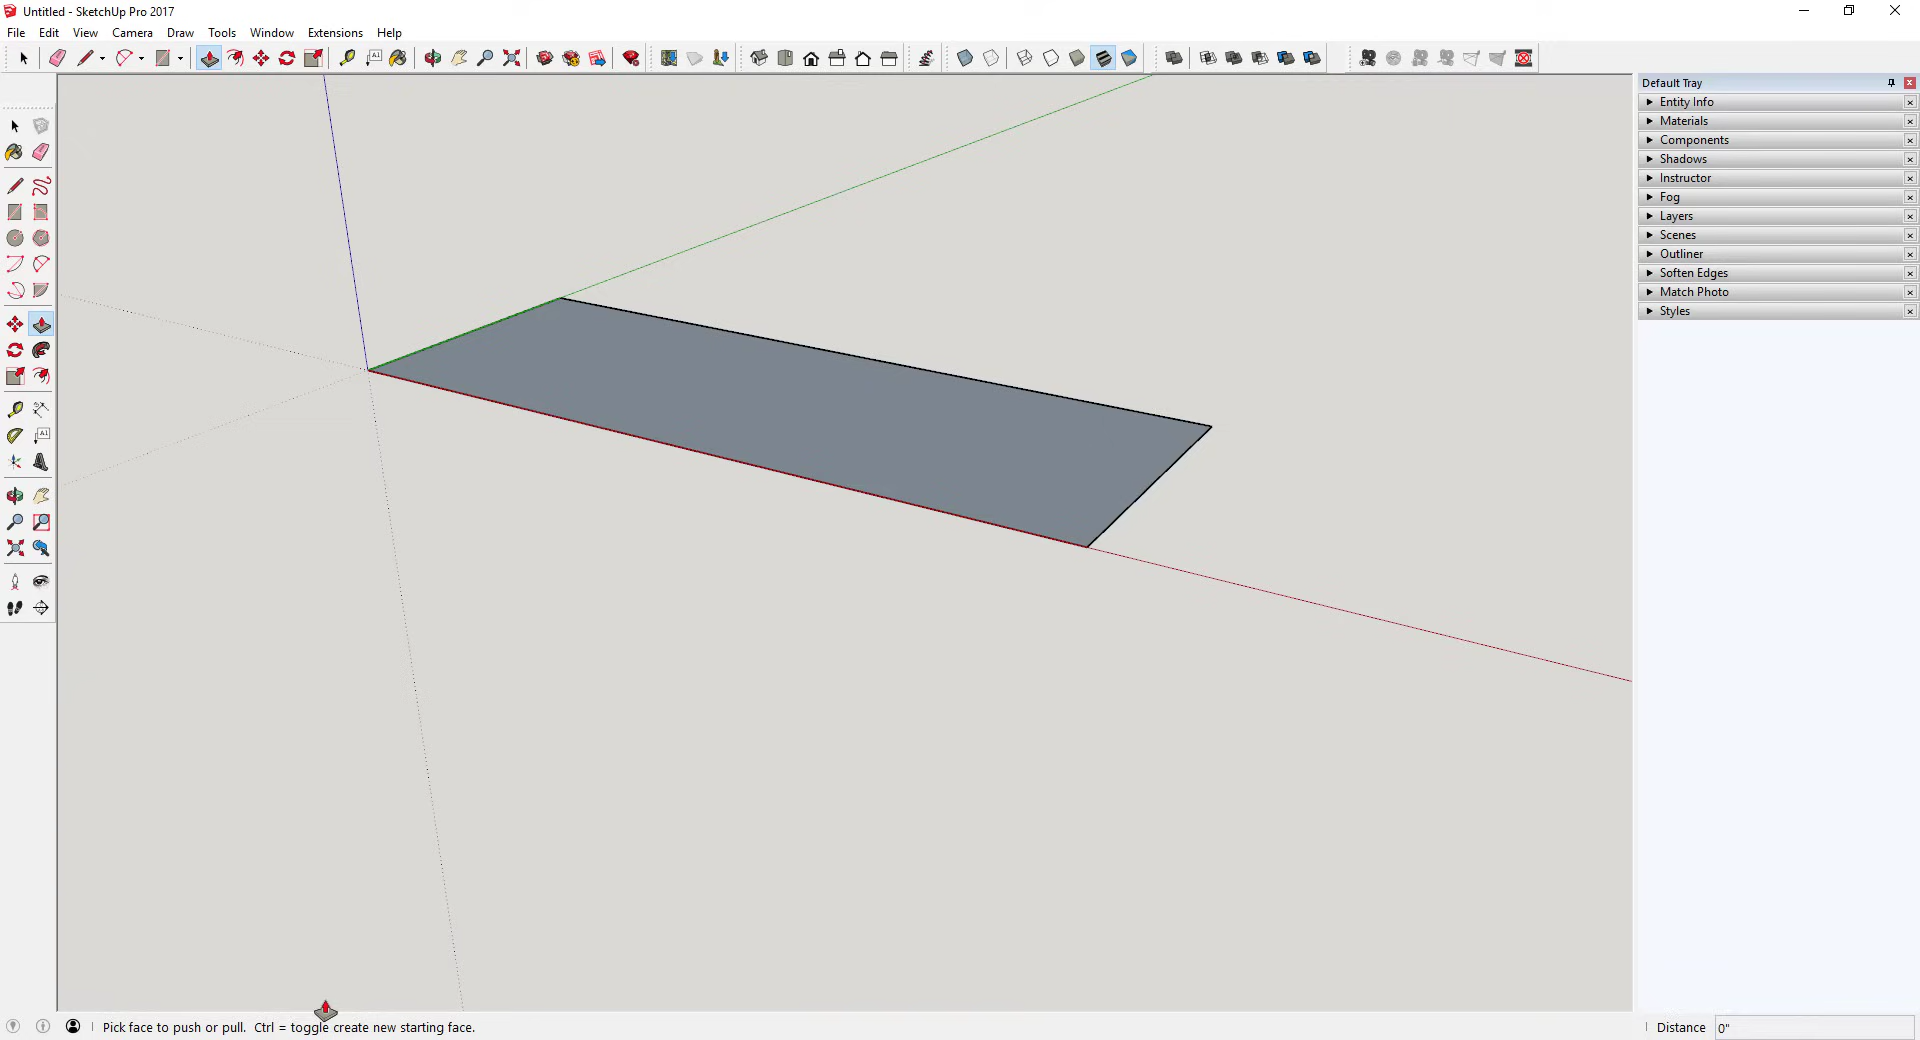 Untitled - SketchUp Pro 2017
File Edit View Camera Draw Tools Window Extensions Help
A1
Default Tray
Entity Info
Materials
Components
Shadows
Instructor
Fog
Layers
Scenes
Outliner
Soften Edges
Match Photo
Styles
A1
Pick face to push or pull. Ctrl = toggle create new starting face.
Distance 0"